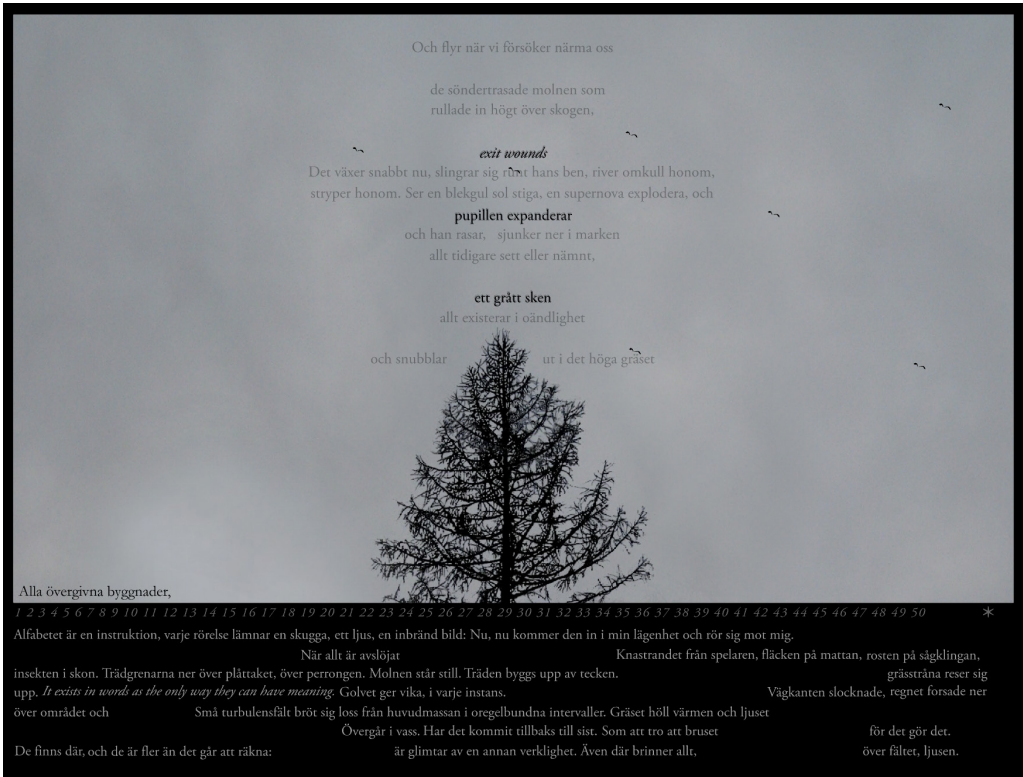 Och flyr när vi försöker närma oss
de söndertrasade molnen som
rullade in högt över skogen,
exit wounds
Det växer snabbt nu, slingrar sig runt hans ben, river omkull honom,
stryper honom. Ser en blekgul sol stiga, en supernova explodera, och
pupillen expanderar
och han rasar, sjunker ner i marken
allt tidigare sett eller nämnt,
ett grått sken
allt existerar i oändlighet
och snubblar ut i det höga gräset
Alla övergivna byggnader,
1 2 3 4 5 6 7 8 9 10 11 12 13 14 15 16 17 18 19 20 21 22 23 24 25 26 27 28 29 30 31 32 33 34 35 36 37 38 39 40 41 42 43 44 45 46 47 48 49 50 *
Alfabetet är en instruktion, varje rörelse lämnar en skugga, ett ljus, en inbränd bild: Nu, nu kommer den in i min lägenhet och rör sig mot mig.
När allt är avslöjat Knastrandet från spelaren, fläcken på mattan, rosten på sågklingan,
insekten i skon. Trädgrenarna ner över plåttaket, över perrongen. Molnen står still. Träden byggs upp av tecken. grässtråna reser sig
upp. It exists in words as the only way they can have meaning. Golvet ger vika, i varje instans. Vägkanten slocknade, regnet forsade ner
över området och Små turbulensfält bröt sig loss från huvudmassan i oregelbundna intervaller. Gräset höll värmen och ljuset
Övergår i vass. Har det kommit tillbaks till sist. Som att tro att bruset för det gör det.
De finns där, och de är fler än det går att räkna: är glimtar av en annan verklighet. Även där brinner allt, över fältet, ljusen.